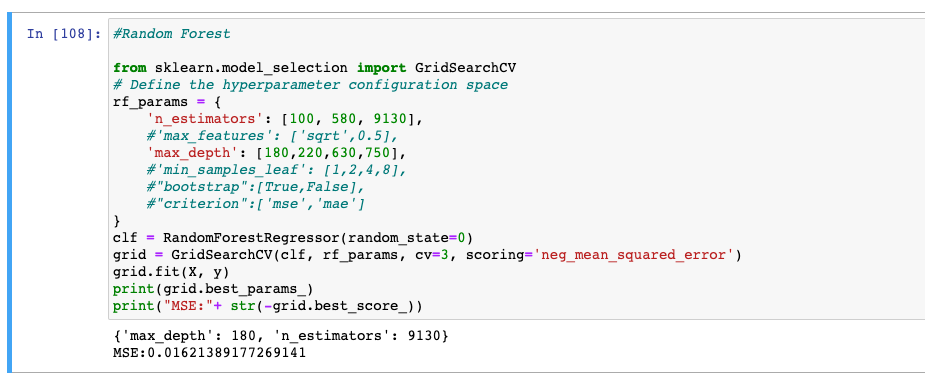 In [108]: #Random Forest
from sklearn.model_selection import GridSearchCV
# Define the hyperparameter configuration space
rf_params = {
    'n_estimators': [100, 580, 9130],
    #'max_features': ['sqrt',0.5],
    'max_depth': [180,220,630,750],
    #'min_samples_leaf': [1,2,4,8],
    #"bootstrap":[True,False],
    #"criterion":['mse','mae']
}
clf = RandomForestRegressor(random_state=0)
grid = GridSearchCV(clf, rf_params, cv=3, scoring='neg_mean_squared_error')
grid.fit(X, y)
print(grid.best_params_)
print("MSE:"+ str(-grid.best_score_))
{'max_depth': 180, 'n_estimators': 9130}
MSE:0.01621389177269141